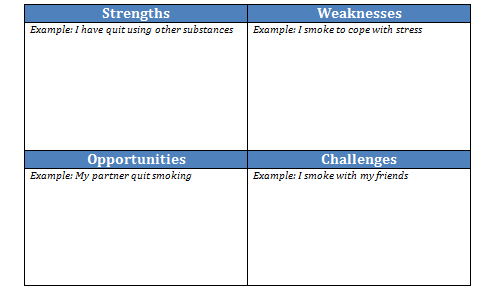 Strengths
Weaknesses
Example: I have quit using other substances
Example: I smoke to cope with stress
Opportunities
Challenges
Example: My partner quit smoking
Example: I smoke with my friends